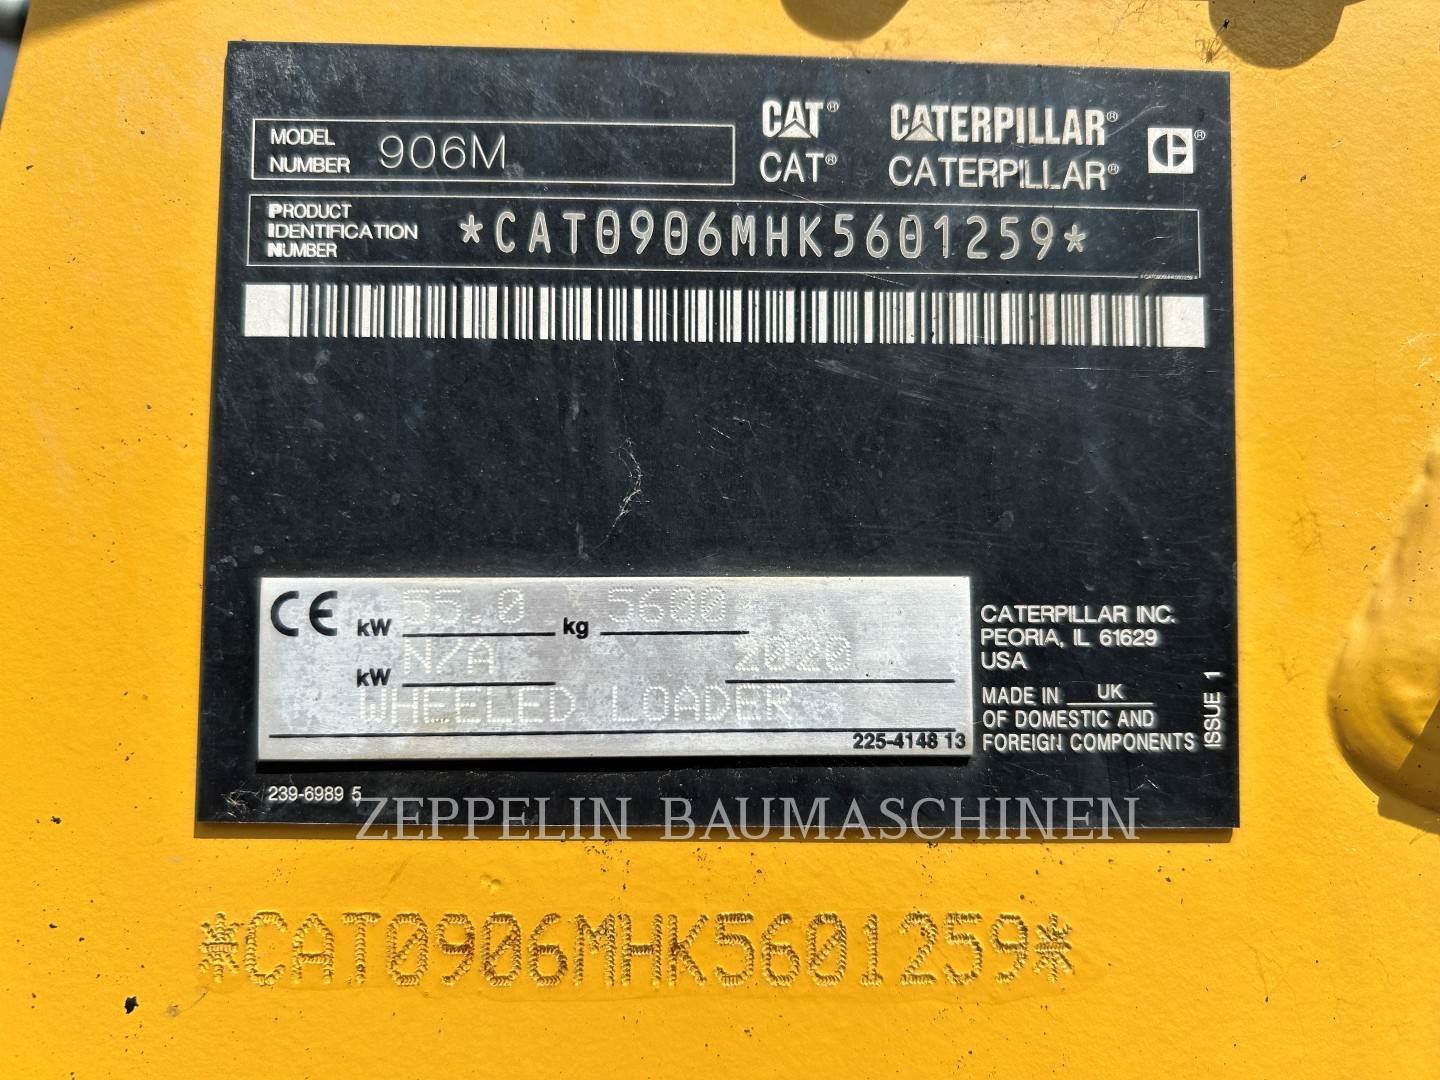 MODEL
NUMBER 906M
CAT® CATERPILLAR®
CAT® CATERPILLAR®
PRODUCT
IDENTIFICATION
NUMBER
*CAT0906MHK5601259*
CE kW 55.0 kg 5600
kW N/A 2020
WHEELED LOADER
225-4148 13
CATERPILLAR INC.
PEORIA, IL 61629
USA
MADE IN UK
OF DOMESTIC AND
FOREIGN COMPONENTS
ISSUE 1
239-6989 5
ZEPPELIN BAUMASCHINEN
*CAT0906MHK5601259*